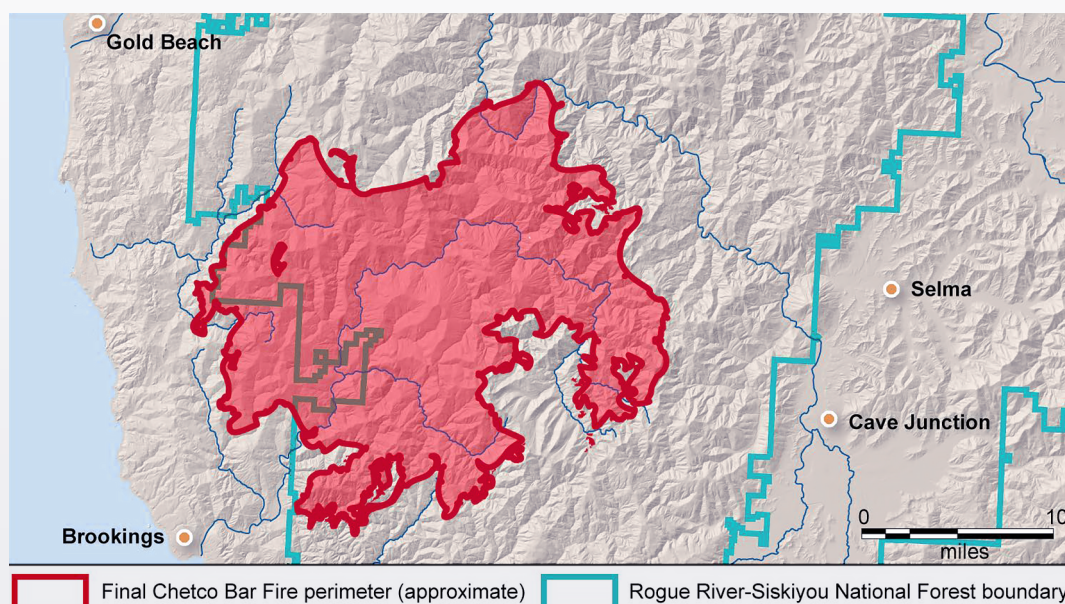 Gold Beach
Selma
Cave Junction
Brookings
0 10
miles
Final Chetco Bar Fire perimeter (approximate)
Rogue River-Siskiyou National Forest boundary